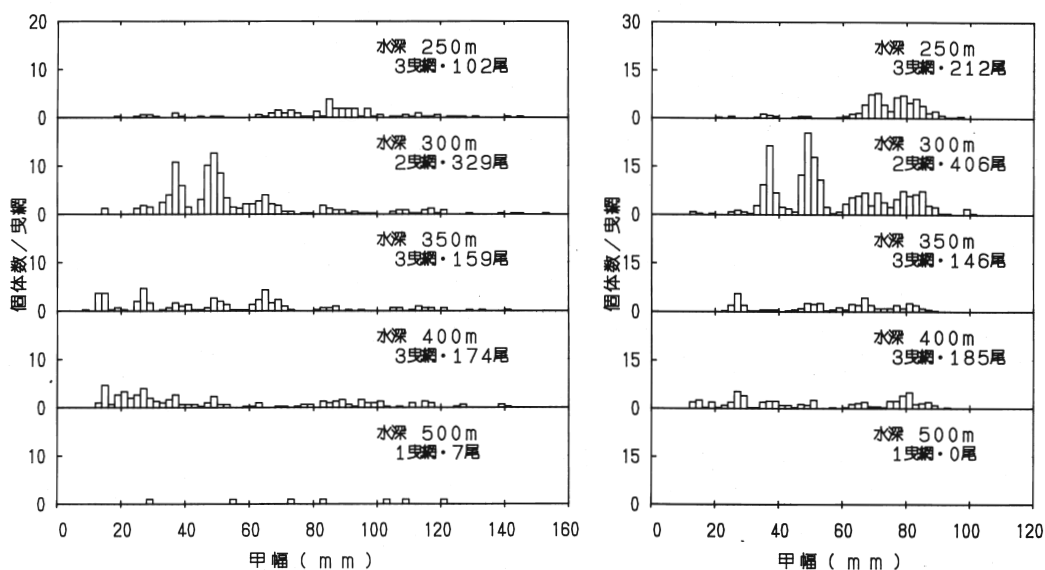 個体数/曳網
20
10
0
水深 250m
3曳網・102尾
10
0
水深 300m
2曳網・329尾
10
0
水深 350m
3曳網・159尾
10
0
水深 400m
3曳網・174尾
10
0
水深 500m
1曳網・7尾
0 20 40 60 80 100 120 140 160
甲幅(mm)
個体数/曳網
30
15
0
水深 250m
3曳網・212尾
15
0
水深 300m
2曳網・406尾
15
0
水深 350m
3曳網・146尾
15
0
水深 400m
3曳網・185尾
15
0
水深 500m
1曳網・0尾
0 20 40 60 80 100 120
甲幅(mm)